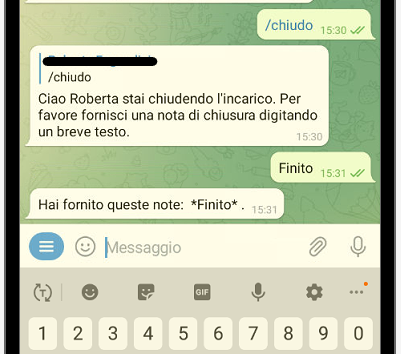 /chiudo 15:30
/chiudo
Ciao Roberta stai chiudendo l'incarico. Per
favore fornisci una nota di chiusura digitando
un breve testo.
15:30
Finito 15:31
Hai fornito queste note: *Finito* . 15:31
Messaggio
GIF
1 2 3 4 5 6 7 8 9 0